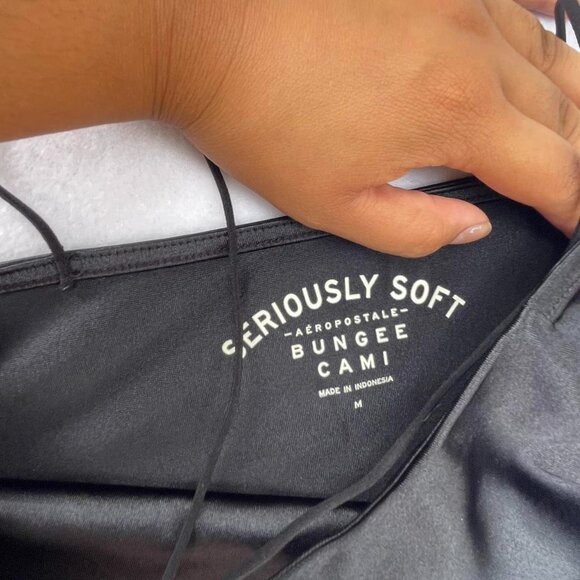 SERIOUSLY SOFT
-AÉROPOSTALE-
BUNGEE
CAMI
MADE IN INDONESIA
M